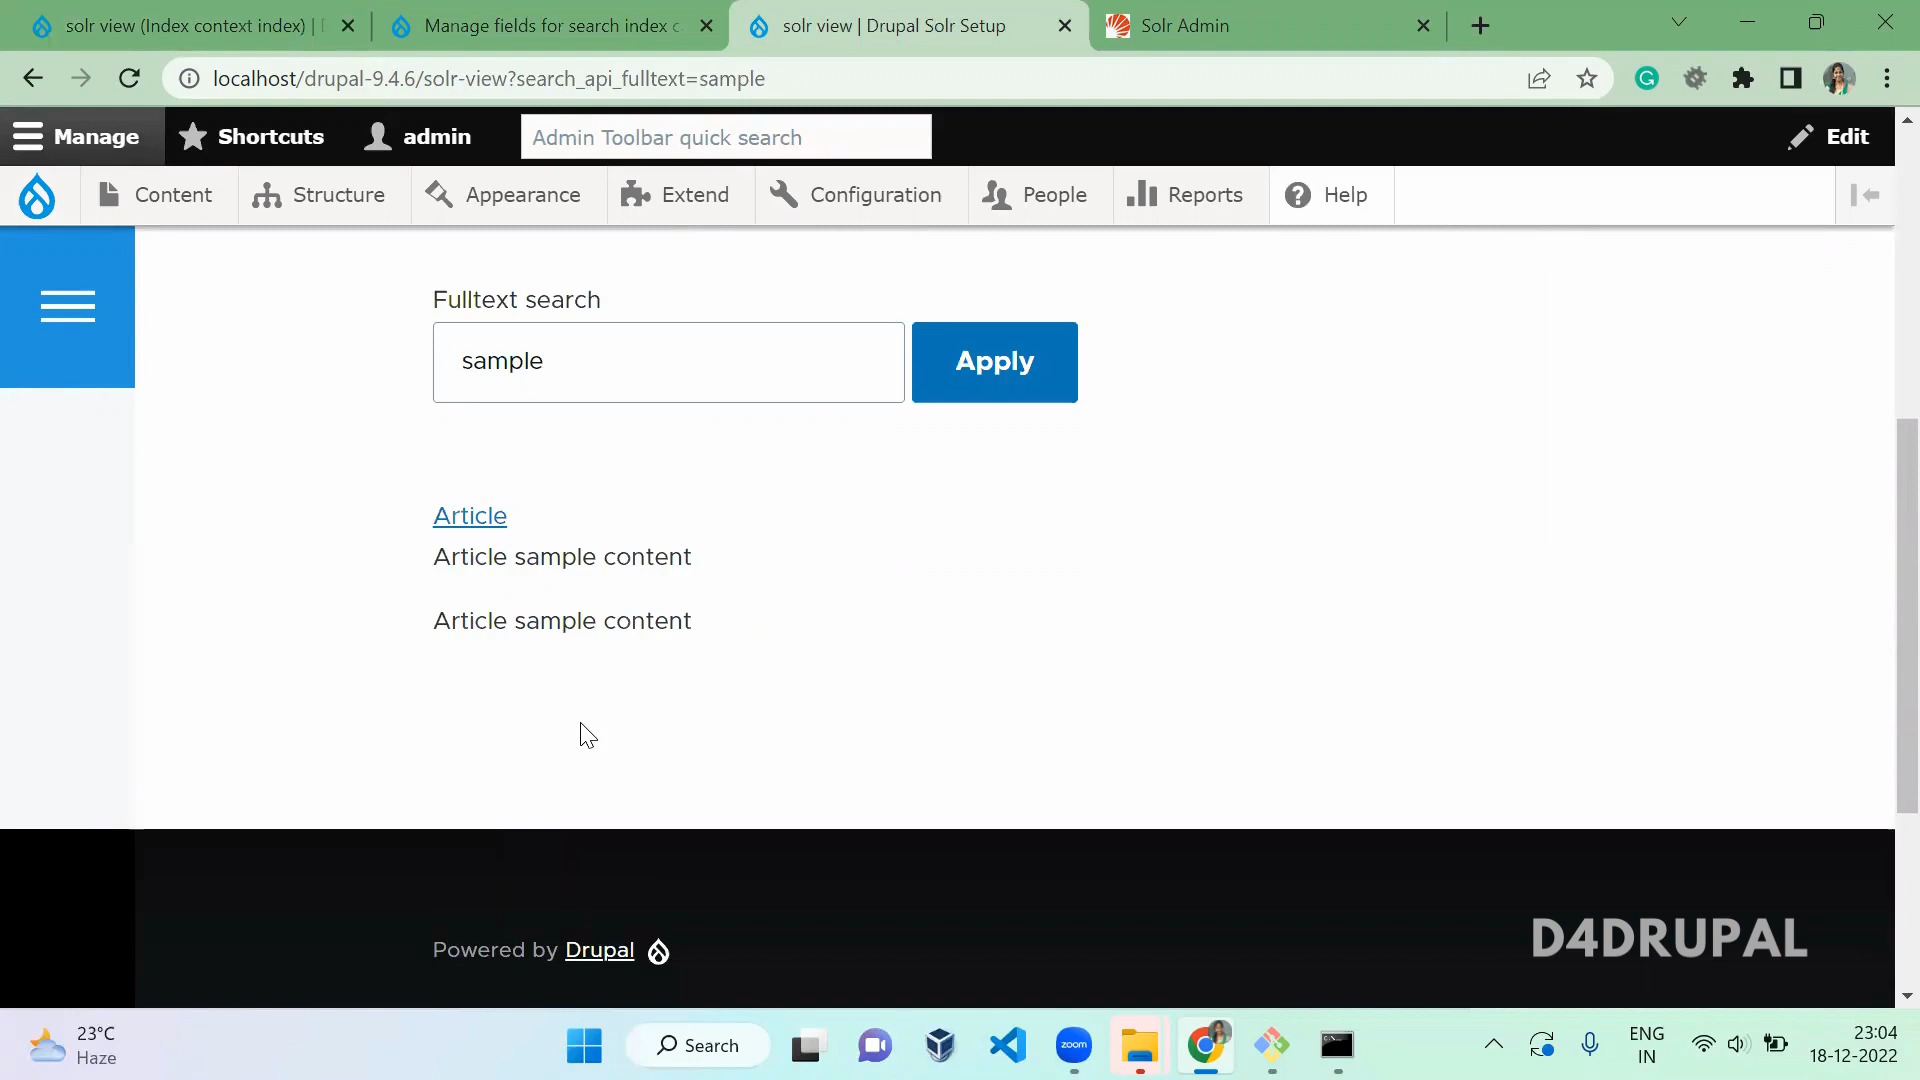 solr view (Index context index) | D
Manage fields for search index c
solr view | Drupal Solr Setup
Solr Admin
localhost/drupal-9.4.6/solr-view?search_api_fulltext=sample
Manage
Shortcuts
admin
Admin Toolbar quick search
Edit
Content
Structure
Appearance
Extend
Configuration
People
Reports
Help
Fulltext search
sample
Apply
Article
Article sample content
Article sample content
Powered by Drupal
D4DRUPAL
23°C
Haze
Search
zoom
ENG
IN
23:04
18-12-2022